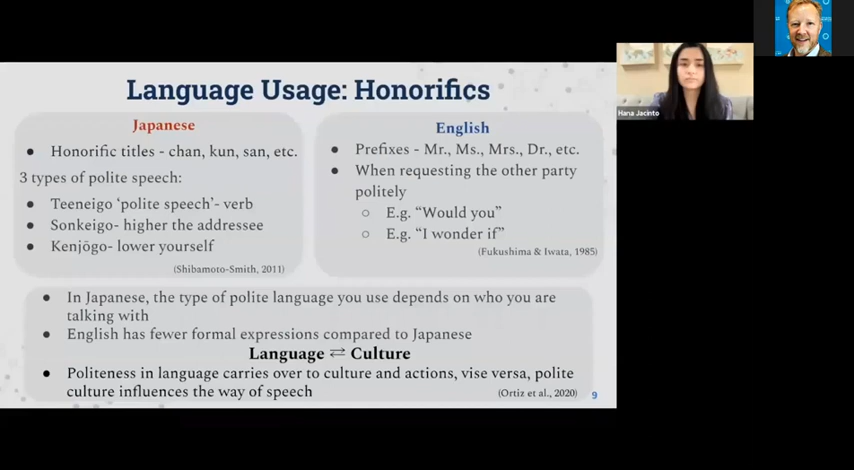 Language Usage: Honorifics
Japanese
● Honorific titles - chan, kun, san, etc.
3 types of polite speech:
● Teeneigo ‘polite speech’- verb
● Sonkeigo- higher the addressee
● Kenjōgo- lower yourself
(Shibamoto-Smith, 2011)
English
● Prefixes - Mr., Ms., Mrs., Dr., etc.
● When requesting the other party
politely
○ E.g. “Would you”
○ E.g. “I wonder if”
(Fukushima & Iwata, 1985)
● In Japanese, the type of polite language you use depends on who you are
talking with
● English has fewer formal expressions compared to Japanese
Language ⇄ Culture
● Politeness in language carries over to culture and actions, vise versa, polite
culture influences the way of speech
(Ortiz et al., 2020)
9
Hana Jacinto